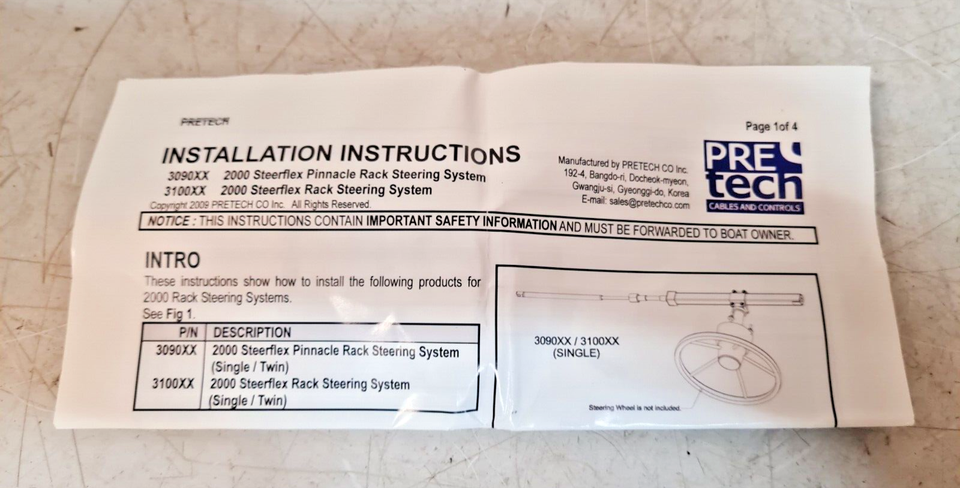 PRETECH
Page 1of 4
INSTALLATION INSTRUCTIONS
3090XX 2000 Steerflex Pinnacle Rack Steering System
3100XX 2000 Steerflex Rack Steering System
Copyright 2009 PRETECH CO Inc. All Rights Reserved.
Manufactured by PRETECH CO Inc.
192-4, Bangdo-ri, Docheok-myeon,
Gwangju-si, Gyeonggi-do, Korea
E-mail: sales@pretechco.com
PRE
tech
CABLES AND CONTROLS
NOTICE : THIS INSTRUCTIONS CONTAIN IMPORTANT SAFETY INFORMATION AND MUST BE FORWARDED TO BOAT OWNER.
INTRO
These instructions show how to install the following products for
2000 Rack Steering Systems.
See Fig 1.
P/N DESCRIPTION
3090XX 2000 Steerflex Pinnacle Rack Steering System
(Single / Twin)
3100XX 2000 Steerflex Rack Steering System
(Single / Twin)
3090XX / 3100XX
(SINGLE)
Steering Wheel is not included.